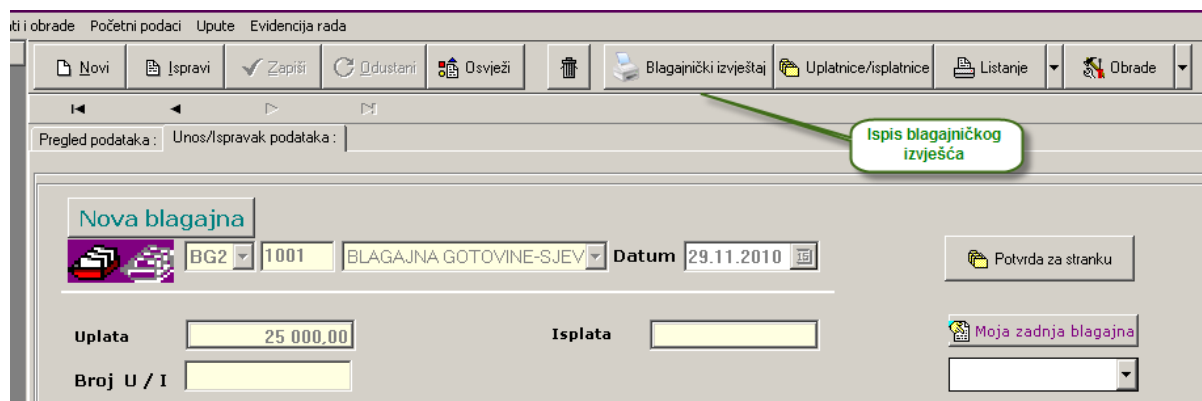 ti i obrade Početni podaci Upute Evidencija rada
Novi Ispravi Zapiši Odustani Osvježi Blagajnički izvještaj Uplatnice/isplatnice Listanje Obrade
Pregled podataka : Unos/Ispravak podataka :
Ispis blagajničkog
izvješća
Nova blagajna
BG2 1001 BLAGAJNA GOTOVINE-SJEV Datum 29.11.2010 15
Potvrda za stranku
Uplata 25 000,00 Isplata
Moja zadnja blagajna
Broj U / I